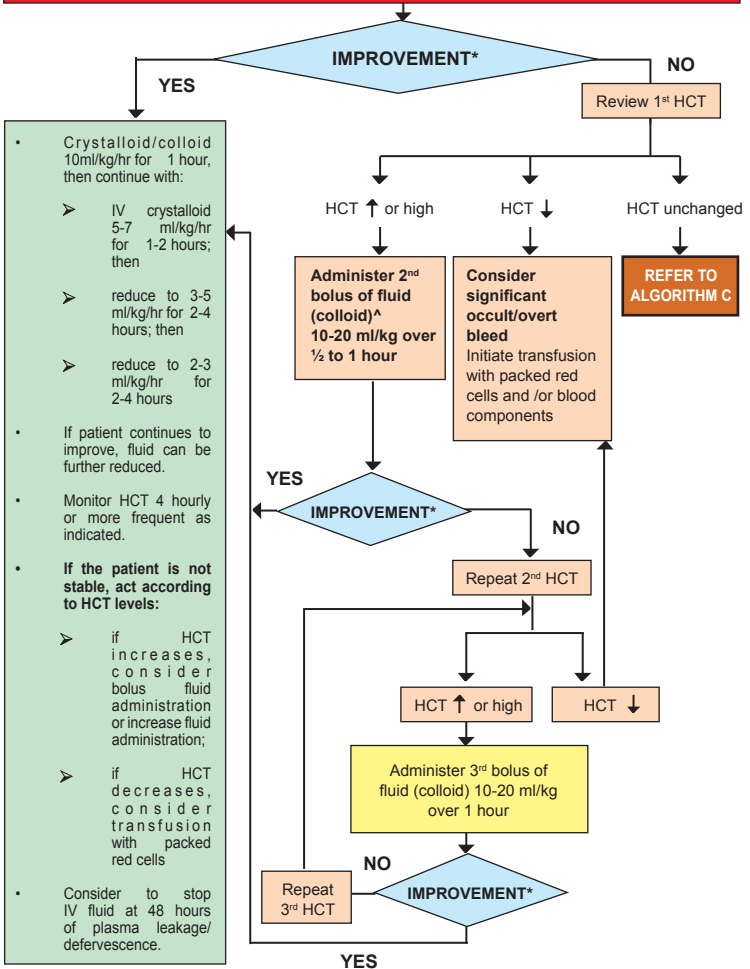 IMPROVEMENT*
YES
NO
Review 1st HCT
• Crystalloid/colloid
10ml/kg/hr for 1 hour,
then continue with:
➢ IV crystalloid
5-7 ml/kg/hr
for 1-2 hours;
then
➢ reduce to 3-5
ml/kg/hr for 2-4
hours; then
➢ reduce to 2-3
ml/kg/hr for
2-4 hours
• If patient continues to
improve, fluid can be
further reduced.
• Monitor HCT 4 hourly
or more frequent as
indicated.
• If the patient is not
stable, act according
to HCT levels:
➢ if HCT
increases,
consider
bolus fluid
administration
or increase fluid
administration;
➢ if HCT
decreases,
consider
transfusion
with packed
red cells
• Consider to stop
IV fluid at 48 hours
of plasma leakage/
defervescence.
HCT ↑ or high
HCT ↓
HCT unchanged
Administer 2nd
bolus of fluid
(colloid)^
10-20 ml/kg over
½ to 1 hour
Consider
significant
occult/overt
bleed
Initiate transfusion
with packed red
cells and /or blood
components
REFER TO
ALGORITHM C
YES
IMPROVEMENT*
NO
Repeat 2nd HCT
HCT ↑ or high
HCT ↓
Administer 3rd bolus of
fluid (colloid) 10-20 ml/kg
over 1 hour
NO
Repeat
3rd HCT
IMPROVEMENT*
YES